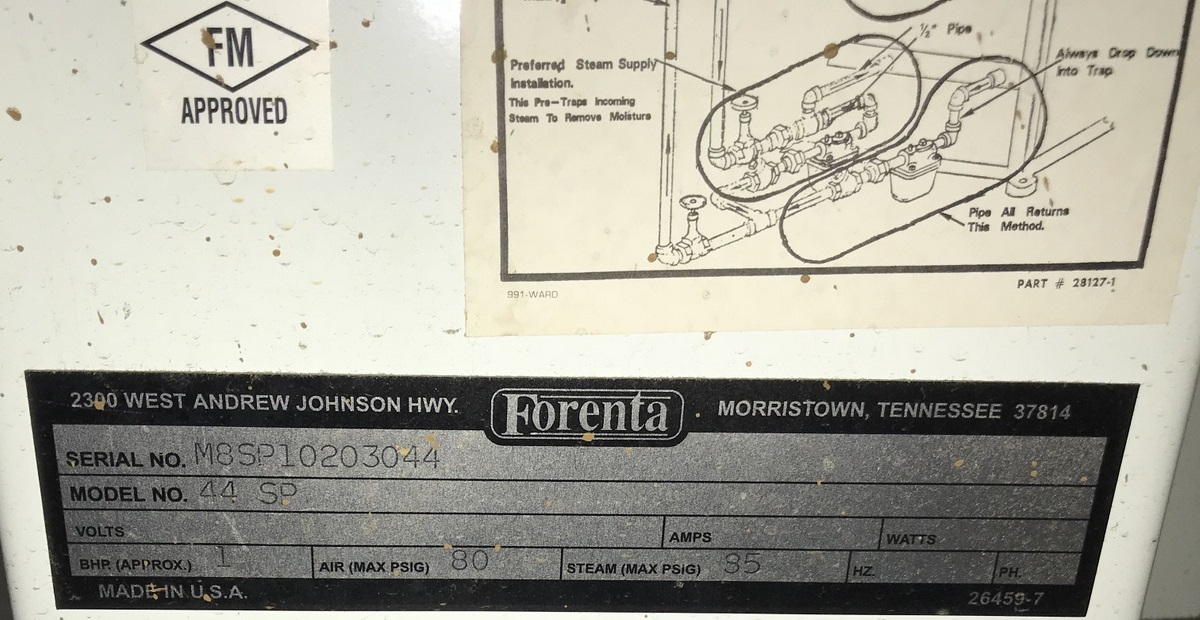 FM
APPROVED
½" Pipe
Preferred Steam Supply
Installation.
This Pre-Traps Incoming
Steam To Remove Moisture
Always Drop Down
Into Trap
Pipe All Returns
This Method.
991-WARD
PART # 28127-1
2300 WEST ANDREW JOHNSON HWY. Forenta MORRISTOWN, TENNESSEE 37814
SERIAL NO. M8SP10203044
MODEL NO. 44 SP
VOLTS AMPS WATTS
BHP. (APPROX.) 1 AIR (MAX PSIG) 80 STEAM (MAX PSIG) 85 HZ. PH.
MADE IN U.S.A. 26459-7